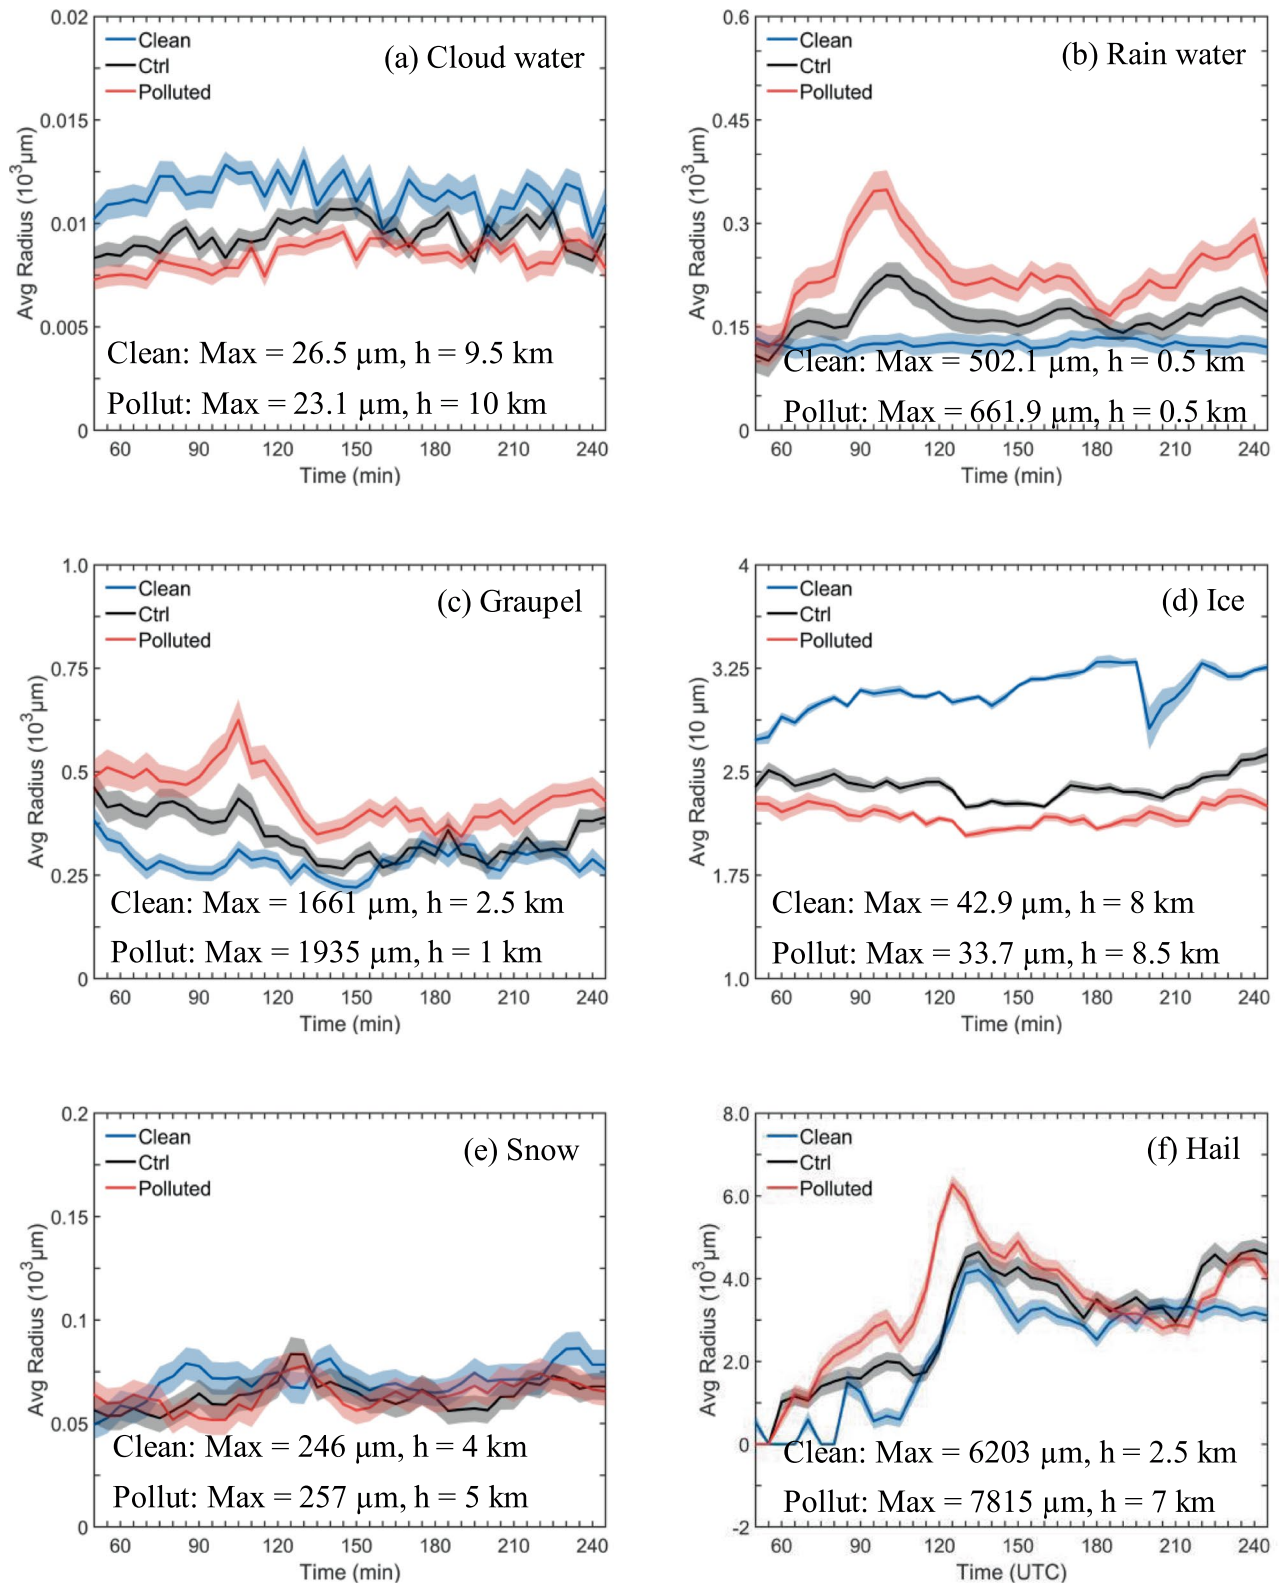 (a) Cloud water
Clean
Ctrl
Polluted
0.02
0.015
0.01
0.005
0
Avg Radius (10³μm)
Clean: Max = 26.5 μm, h = 9.5 km
Pollut: Max = 23.1 μm, h = 10 km
60 90 120 150 180 210 240
Time (min)
(b) Rain water
Clean
Ctrl
Polluted
0.6
0.45
0.3
0.15
0
Avg Radius (10³μm)
Clean: Max = 502.1 μm, h = 0.5 km
Pollut: Max = 661.9 μm, h = 0.5 km
60 90 120 150 180 210 240
Time (min)
(c) Graupel
Clean
Ctrl
Polluted
1.0
0.75
0.5
0.25
0
Avg Radius (10³μm)
Clean: Max = 1661 μm, h = 2.5 km
Pollut: Max = 1935 μm, h = 1 km
60 90 120 150 180 210 240
Time (min)
(d) Ice
Clean
Ctrl
Polluted
4
3.25
2.5
1.75
1.0
Avg Radius (10 μm)
Clean: Max = 42.9 μm, h = 8 km
Pollut: Max = 33.7 μm, h = 8.5 km
60 90 120 150 180 210 240
Time (min)
(e) Snow
Clean
Ctrl
Polluted
0.2
0.15
0.1
0.05
0
Avg Radius (10³μm)
Clean: Max = 246 μm, h = 4 km
Pollut: Max = 257 μm, h = 5 km
60 90 120 150 180 210 240
Time (min)
(f) Hail
Clean
Ctrl
Polluted
8.0
6.0
4.0
2.0
0
-2
Avg Radius (10³μm)
Clean: Max = 6203 μm, h = 2.5 km
Pollut: Max = 7815 μm, h = 7 km
60 90 120 150 180 210 240
Time (UTC)